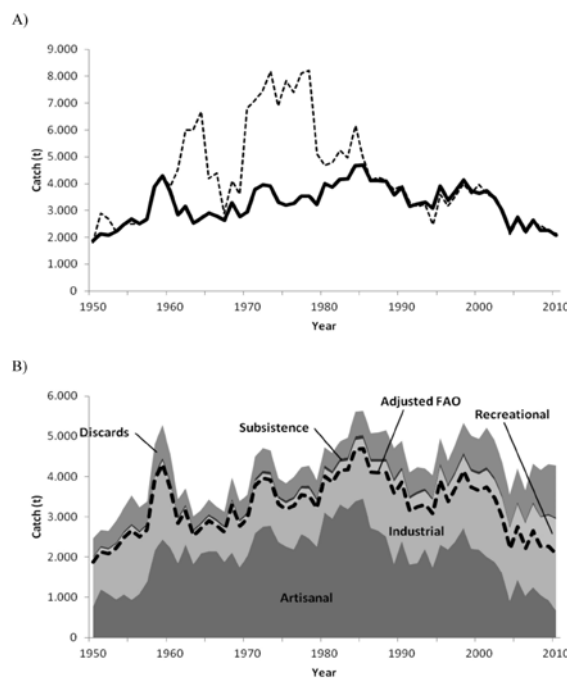 A)
9.000
8.000
7.000
6.000
5.000
4.000
3.000
2.000
1.000
0
Catch (t)
1950 1960 1970 1980 1990 2000 2010
Year
B)
6.000
5.000
4.000
3.000
2.000
1.000
0
Catch (t)
Discards
Subsistence
Adjusted FAO
Recreational
Industrial
Artisanal
1950 1960 1970 1980 1990 2000 2010
Year